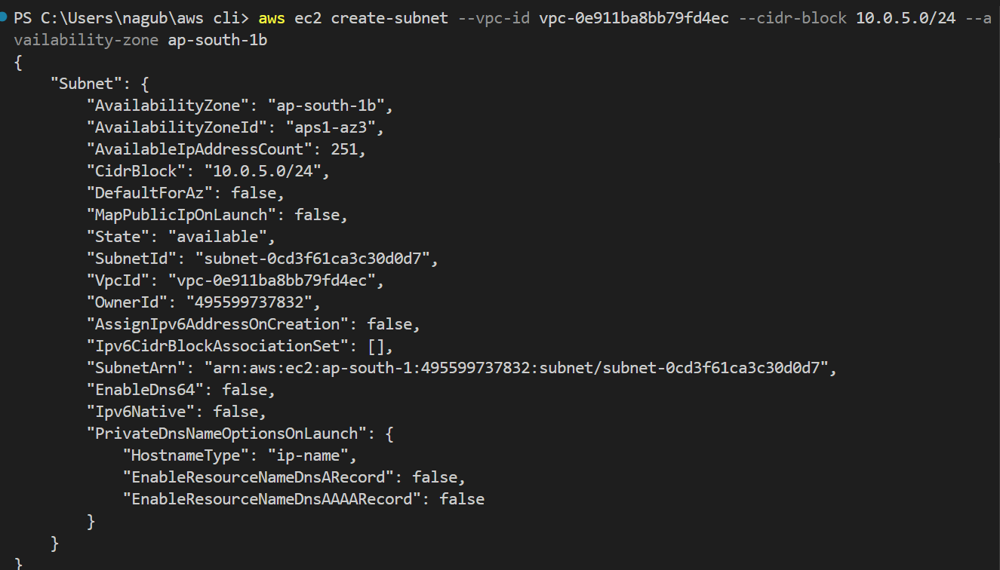 PS C:\Users\nagub\aws cli> aws ec2 create-subnet --vpc-id vpc-0e911ba8bb79fd4ec --cidr-block 10.0.5.0/24 --a
vailability-zone ap-south-1b
{
    "Subnet": {
        "AvailabilityZone": "ap-south-1b",
        "AvailabilityZoneId": "aps1-az3",
        "AvailableIpAddressCount": 251,
        "CidrBlock": "10.0.5.0/24",
        "DefaultForAz": false,
        "MapPublicIpOnLaunch": false,
        "State": "available",
        "SubnetId": "subnet-0cd3f61ca3c30d0d7",
        "VpcId": "vpc-0e911ba8bb79fd4ec",
        "OwnerId": "495599737832",
        "AssignIpv6AddressOnCreation": false,
        "Ipv6CidrBlockAssociationSet": [],
        "SubnetArn": "arn:aws:ec2:ap-south-1:495599737832:subnet/subnet-0cd3f61ca3c30d0d7",
        "EnableDns64": false,
        "Ipv6Native": false,
        "PrivateDnsNameOptionsOnLaunch": {
            "HostnameType": "ip-name",
            "EnableResourceNameDnsARecord": false,
            "EnableResourceNameDnsAAAARecord": false
        }
    }
}